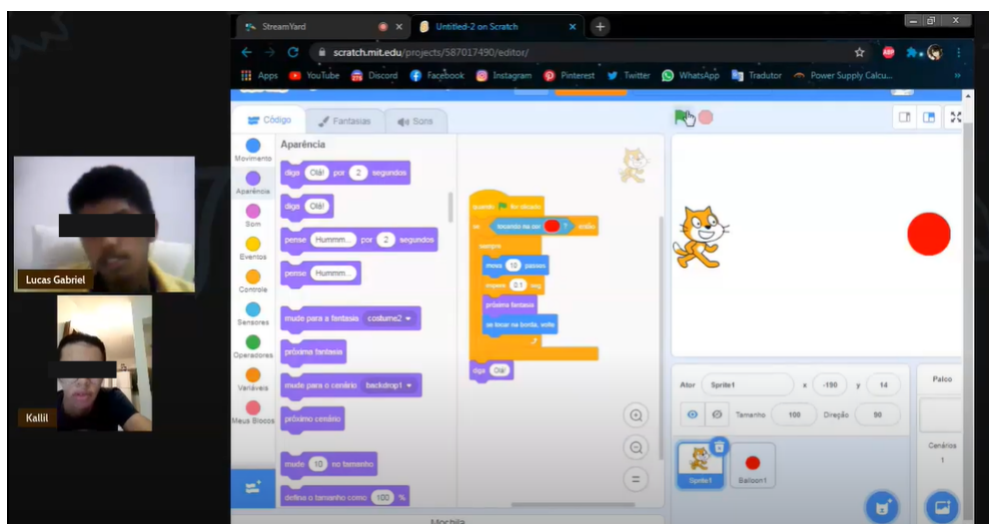 StreamYard
Untitled-2 on Scratch
scratch.mit.edu/projects/587017490/editor/
Apps YouTube Discord Facebook Instagram Pinterest Twitter WhatsApp Tradutor Power Supply Calcu...
Código Fantasias Sons
Movimento
Aparência
Som
Eventos
Controle
Sensores
Operadores
Variáveis
Meus Blocos
Aparência
diga Olá! por 2 segundos
diga Olá!
pense Hummm... por 2 segundos
pense Hummm...
mude para a fantasia costume2
próxima fantasia
mude para o cenário backdrop1
próximo cenário
mude 10 no tamanho
defina o tamanho como 100 %
quando for clicado
se tocando na cor ? então
sempre
mova 10 passos
espere 0.1 seg
próxima fantasia
se tocar na borda, volte
diga Olá!
Ator Sprite1 x -190 y 14
Tamanho 100 Direção 90
Sprite1
Balloon1
Palco
Cenários
1
Mochila
Lucas Gabriel
Kallil